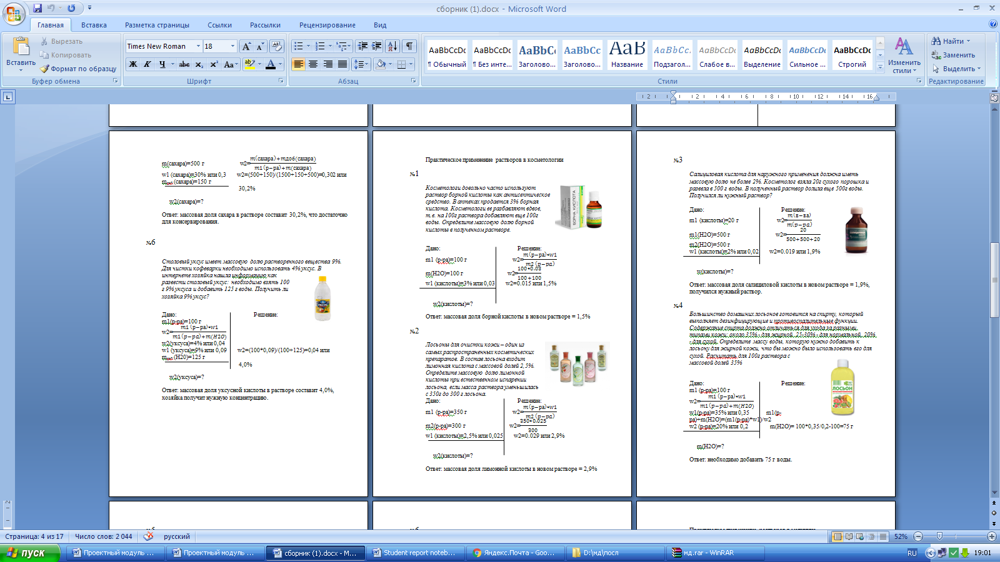 сборник (1).docx - Microsoft Word
Главная Вставка Разметка страницы Ссылки Рассылки Рецензирование Вид
Вставить
Вырезать
Копировать
Формат по образцу
Буфер обмена
Times New Roman 18
Ж К Ч abc x₂ x² Aa
Шрифт
Абзац
AaBbCcDc AaBbCcDc AaBbC AaBbCc AaB AaBbCc. AaBbCcDc AaBbCcDc AaBbCcDc AaBbCcDc
¶ Обычный ¶ Без инте... Заголово... Заголово... Название Подзагол... Слабое в... Выделение Сильное ... Строгий
Стили
Изменить стили
Найти
Заменить
Выделить
Редактирование
2 2 4 6 8 10 12 14 16
m(сахара)=500 г w2=m(сахара)+mдоб(сахара)/m1(р-ра)+m(сахара)
w1 (сахара)=30% или 0,3 w2=(500+150)/(1500+150+500)=0,302 или
mдоб.(сахара)=150 г
30,2%
w2(сахара)=?
Ответ: массовая доля сахара в растворе составит 30,2%, что достаточно
для консервирования.
№6
Столовый уксус имеет массовую долю растворенного вещества 9%.
Для чистки кофеварки необходимо использовать 4% уксус. В
интернете хозяйка нашла информацию как
развести столовый уксус: необходимо взять 100
г 9% уксуса и добавить 125 г воды. Получить ли
хозяйка 9% уксус?
УКСУС
Дано: Решение:
m1(р-ра)=100 г
w2=m1(р-ра)*w1/m1(р-ра)+m(H2O)
w2(уксуса)=4% или 0,04
w1 (уксуса)=9% или 0,09 w2=(100*0,09)/(100+125)=0,04 или
mдоб.(H2O)=125 г
4,0%
w2(уксуса)=?
Ответ: массовая доля уксусной кислоты в растворе составит 4,0%,
хозяйка получит нужную концентрацию.
Практическое применение растворов в косметологии
№1
Косметологи довольно часто используют
раствор борной кислоты как антисептическое
средство. В аптеках продается 3% борная
кислота. Косметологи ее разбавляют вдвое,
т.е. на 100г раствора добавляют еще 100г
воды. Определите массовую долю борной
кислоты в полученном растворе.
БОРНА КИСЛОТА
Дано: Решение:
m1 (р-ра)=100 г w2=m(р-ра)*w1/m2(р-ра)
m(H2O)=100 г w2=100*0.03/100+100
w1 (кислоты)=3% или 0,03 w2=0.015 или 1,5%
w2(кислоты)=?
Ответ: массовая доля борной кислоты в новом растворе = 1,5%
№2
Лосьоны для очистки кожи – один из
самых распространенных косметических
препаратов. В состав лосьона входит
лимонная кислота с массовой долей 2,5%.
Определите массовую долю лимонной
кислоты при естественном испарении
лосьона, если масса раствора уменьшилась
с 350г до 300 г лосьона.
Дано: Решение:
m1 (р-ра)=350 г w2=m(р-ра)*w1/m2(р-ра)
m2(р-ра)=300 г w2=350*0.025/300
w1 (кислоты)=2,5% или 0,025 w2=0.029 или 2,9%
w2(кислоты)=?
Ответ: массовая доля лимонной кислоты в новом растворе = 2,9%
№3
Салициловая кислота для наружного применения должна иметь
массовую долю не более 2%. Косметолог взяла 20г сухого порошка и
развела в 500 г воды. В полученный раствор долила еще 500г воды.
Получился ли нужный раствор?
Дано: Решение:
m1 (кислоты)=20 г w2=m(в-ва)/m(р-ра)
m1(H2O)=500 г w2=20/500+500+20
m2(H2O)=500 г
w1 (кислоты)=2% или 0,02 w2=0.019 или 1,9%
w(кислоты)=?
Ответ: массовая доля салициловой кислоты в новом растворе = 1,9%,
получился нужный раствор.
№4
Большинство домашних лосьонов готовится на спирту, который
выполняет дезинфицирующие и противоспалительные функции.
Содержание спирта должно отличаться для ухода за разными
типами кожи: около 35% - для жирной, 25-30% - для нормальной, 20%
- для сухой. Определите массу воды, которую нужно добавить к
лосьону для жирной кожи, что бы можно было использовать его для
сухой. Расчитать для 100г раствора с
массовой долей 35%
ЛОСЬОН
Дано: Решение:
m1 (р-ра)=100 г
w2=m1(р-ра)*w1/m1(р-ра)+m(H2O)
w1(р-ра)=35% или 0,35 m1(р-
ра)+m(H2O)=(m1(р-ра)*w1)/w2
w2 (р-ра)=20% или 0,2 m(H2O)= 100*0,35/0,2-100=75 г
m(H2O)=?
Ответ: необходимо добавить 75 г воды.
Страница: 4 из 17 Число слов: 2 044 русский 52%
пуск Проектный модуль ... Проектный модуль ... сборник (1).docx - M... Student report noteb... Яндекс.Почта - Goo... D:\мд\посл мд.rar - WinRAR RU 19:01